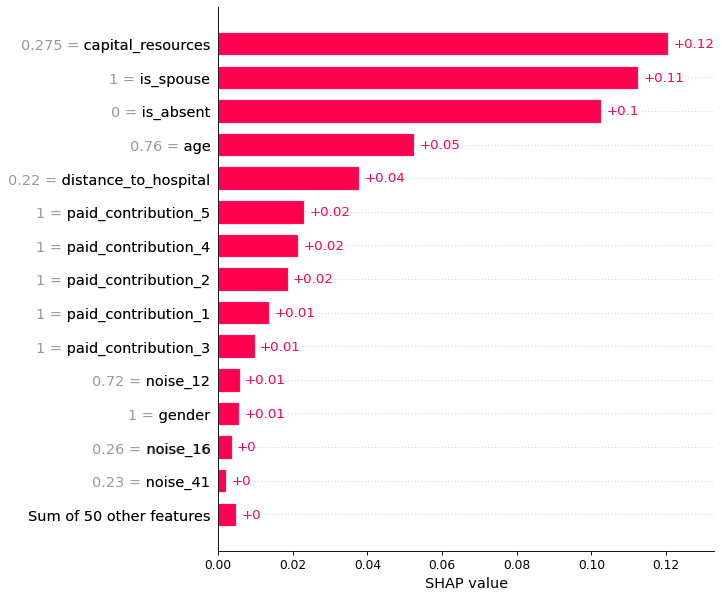 0.275 = capital_resources +0.12
1 = is_spouse +0.11
0 = is_absent +0.1
0.76 = age +0.05
0.22 = distance_to_hospital +0.04
1 = paid_contribution_5 +0.02
1 = paid_contribution_4 +0.02
1 = paid_contribution_2 +0.02
1 = paid_contribution_1 +0.01
1 = paid_contribution_3 +0.01
0.72 = noise_12 +0.01
1 = gender +0.01
0.26 = noise_16 +0
0.23 = noise_41 +0
Sum of 50 other features +0
0.00 0.02 0.04 0.06 0.08 0.10 0.12
SHAP value